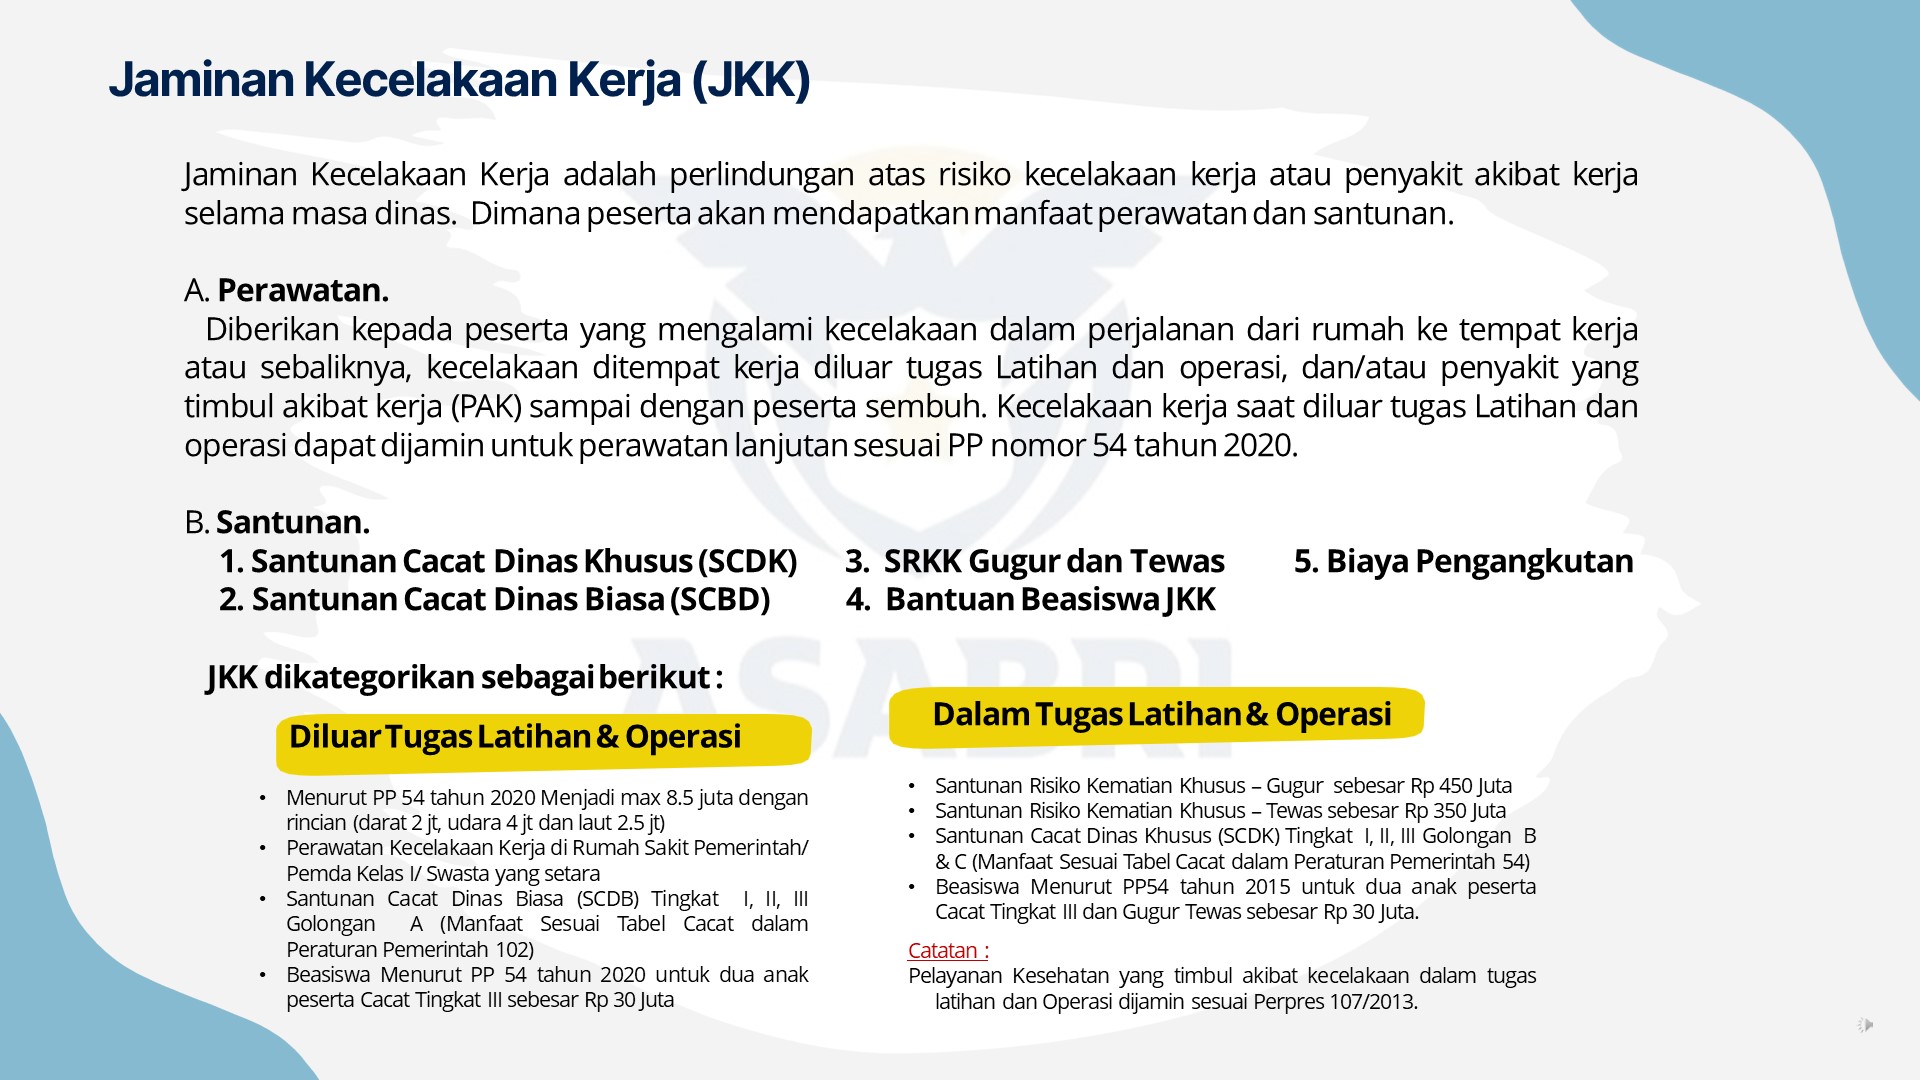 Jaminan Kecelakaan Kerja (JKK)
Jaminan Kecelakaan Kerja adalah perlindungan atas risiko kecelakaan kerja atau penyakit akibat kerja
selama masa dinas. Dimana peserta akan mendapatkan manfaat perawatan dan santunan.
A. Perawatan.
Diberikan kepada peserta yang mengalami kecelakaan dalam perjalanan dari rumah ke tempat kerja
atau sebaliknya, kecelakaan ditempat kerja diluar tugas Latihan dan operasi, dan/atau penyakit yang
timbul akibat kerja (PAK) sampai dengan peserta sembuh. Kecelakaan kerja saat diluar tugas Latihan dan
operasi dapat dijamin untuk perawatan lanjutan sesuai PP nomor 54 tahun 2020.
B. Santunan.
1. Santunan Cacat Dinas Khusus (SCDK) 3. SRKK Gugur dan Tewas 5. Biaya Pengangkutan
2. Santunan Cacat Dinas Biasa (SCBD) 4. Bantuan Beasiswa JKK
ASABRI
JKK dikategorikan sebagai berikut :
Diluar Tugas Latihan & Operasi
• Menurut PP 54 tahun 2020 Menjadi max 8.5 juta dengan
rincian (darat 2 jt, udara 4 jt dan laut 2.5 jt)
• Perawatan Kecelakaan Kerja di Rumah Sakit Pemerintah/
Pemda Kelas I/ Swasta yang setara
• Santunan Cacat Dinas Biasa (SCDB) Tingkat I, II, III
Golongan A (Manfaat Sesuai Tabel Cacat dalam
Peraturan Pemerintah 102)
• Beasiswa Menurut PP 54 tahun 2020 untuk dua anak
peserta Cacat Tingkat III sebesar Rp 30 Juta
Dalam Tugas Latihan & Operasi
• Santunan Risiko Kematian Khusus – Gugur sebesar Rp 450 Juta
• Santunan Risiko Kematian Khusus – Tewas sebesar Rp 350 Juta
• Santunan Cacat Dinas Khusus (SCDK) Tingkat I, II, III Golongan B
& C (Manfaat Sesuai Tabel Cacat dalam Peraturan Pemerintah 54)
• Beasiswa Menurut PP54 tahun 2015 untuk dua anak peserta
Cacat Tingkat III dan Gugur Tewas sebesar Rp 30 Juta.
Catatan :
Pelayanan Kesehatan yang timbul akibat kecelakaan dalam tugas
latihan dan Operasi dijamin sesuai Perpres 107/2013.